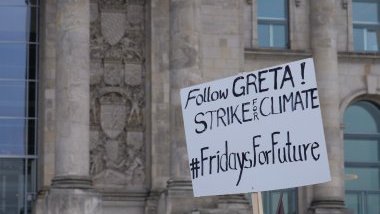 Follow GRETA!
STRIKE FOR CLIMATE
#FridaysForFuture